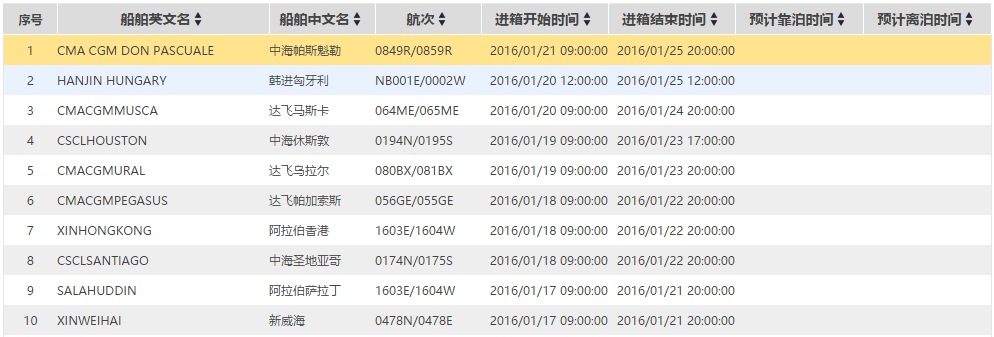 序号 船舶英文名 船舶中文名 航次 进箱开始时间 进箱结束时间 预计靠泊时间 预计离泊时间
1 CMA CGM DON PASCUALE 中海帕斯魁勒 0849R/0859R 2016/01/21 09:00:00 2016/01/25 20:00:00
2 HANJIN HUNGARY 韩进匈牙利 NB001E/0002W 2016/01/20 12:00:00 2016/01/25 12:00:00
3 CMACGMMUSCA 达飞马斯卡 064ME/065ME 2016/01/20 09:00:00 2016/01/24 20:00:00
4 CSCLHOUSTON 中海休斯敦 0194N/0195S 2016/01/19 09:00:00 2016/01/23 17:00:00
5 CMACGMURAL 达飞乌拉尔 080BX/081BX 2016/01/19 09:00:00 2016/01/23 20:00:00
6 CMACGMPEGASUS 达飞帕加索斯 056GE/055GE 2016/01/18 09:00:00 2016/01/22 20:00:00
7 XINHONGKONG 阿拉伯香港 1603E/1604W 2016/01/18 09:00:00 2016/01/22 20:00:00
8 CSCLSANTIAGO 中海圣地亚哥 0174N/0175S 2016/01/18 09:00:00 2016/01/22 20:00:00
9 SALAHUDDIN 阿拉伯萨拉丁 1603E/1604W 2016/01/17 09:00:00 2016/01/21 20:00:00
10 XINWEIHAI 新威海 0478N/0478E 2016/01/17 09:00:00 2016/01/21 20:00:00